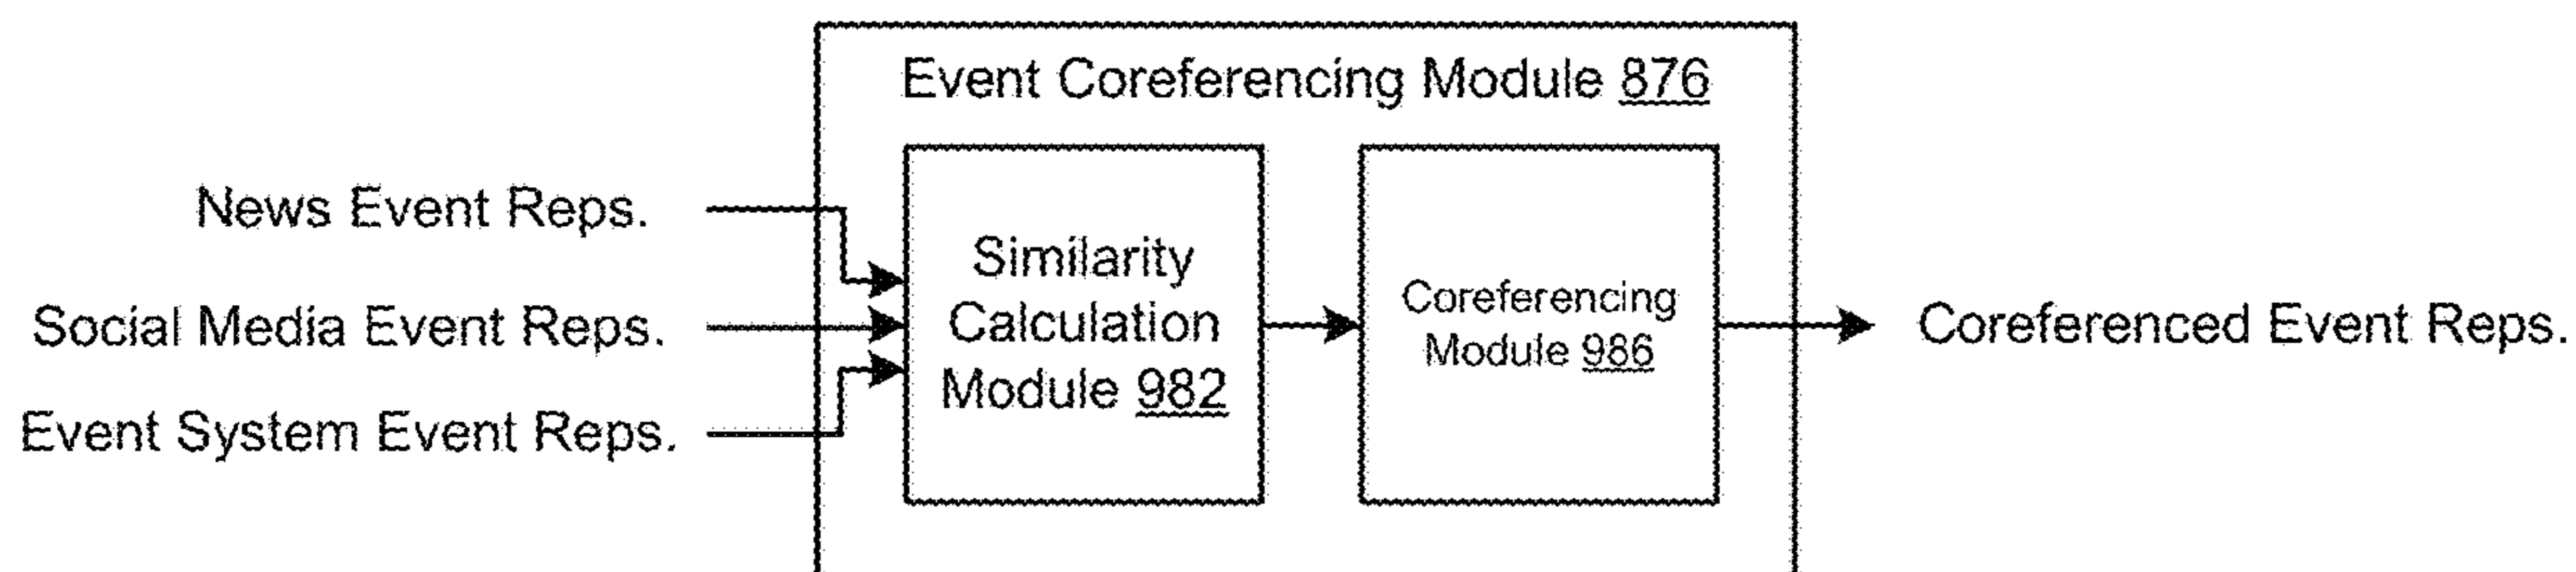 Event Coreferencing Module 876
News Event Reps.
Social Media Event Reps.
Event System Event Reps.
Similarity
Calculation
Module 982
Coreferencing
Module 986
Coreferenced Event Reps.